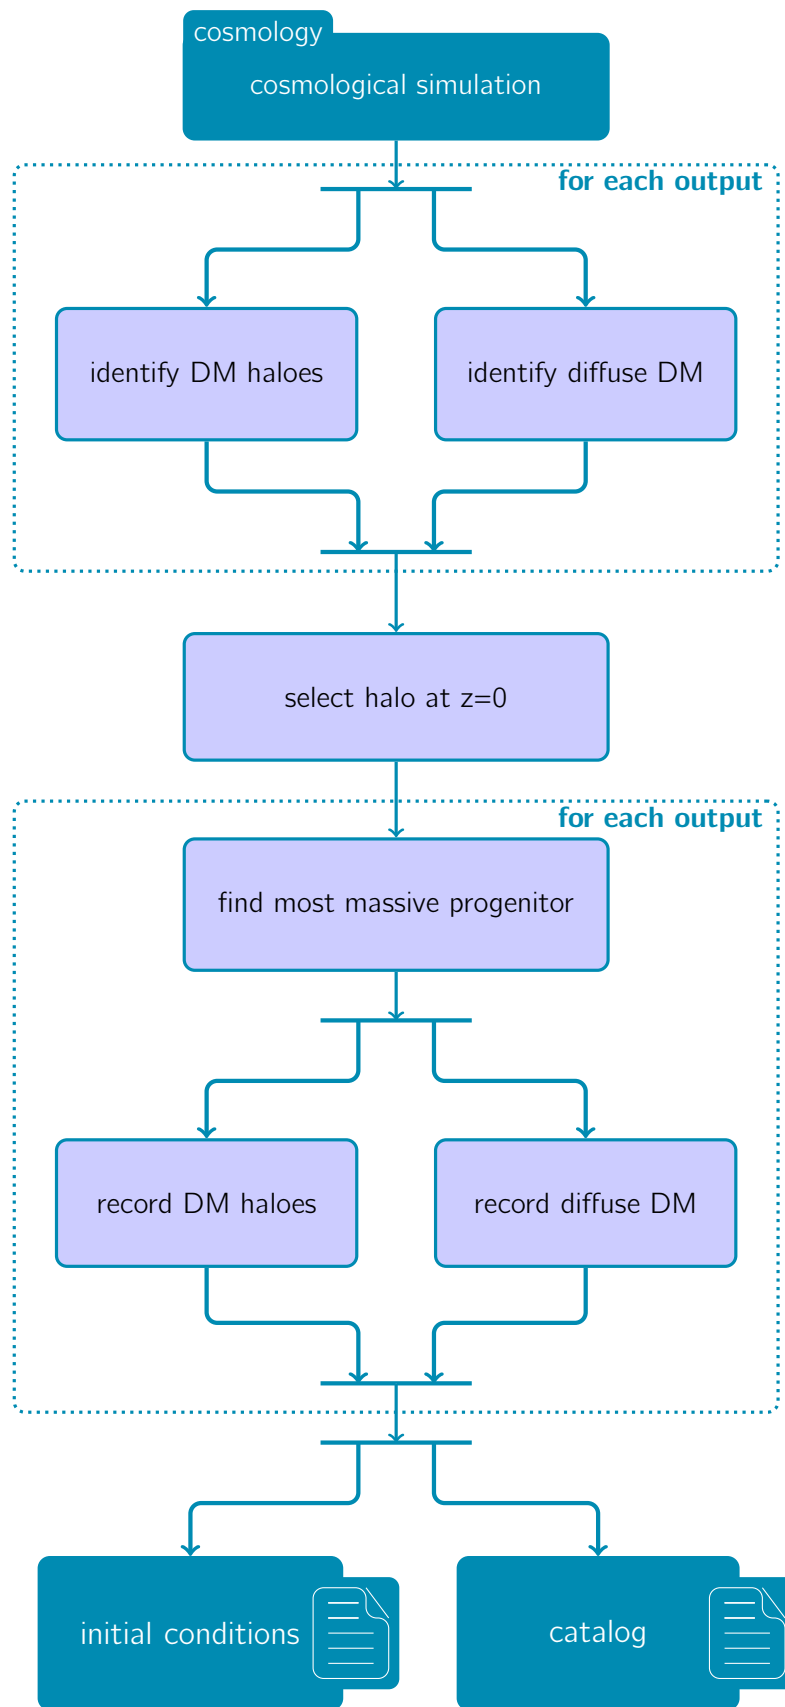 cosmology
cosmological simulation
for each output
identify DM haloes
identify diffuse DM
select halo at z=0
for each output
find most massive progenitor
record DM haloes
record diffuse DM
initial conditions
catalog